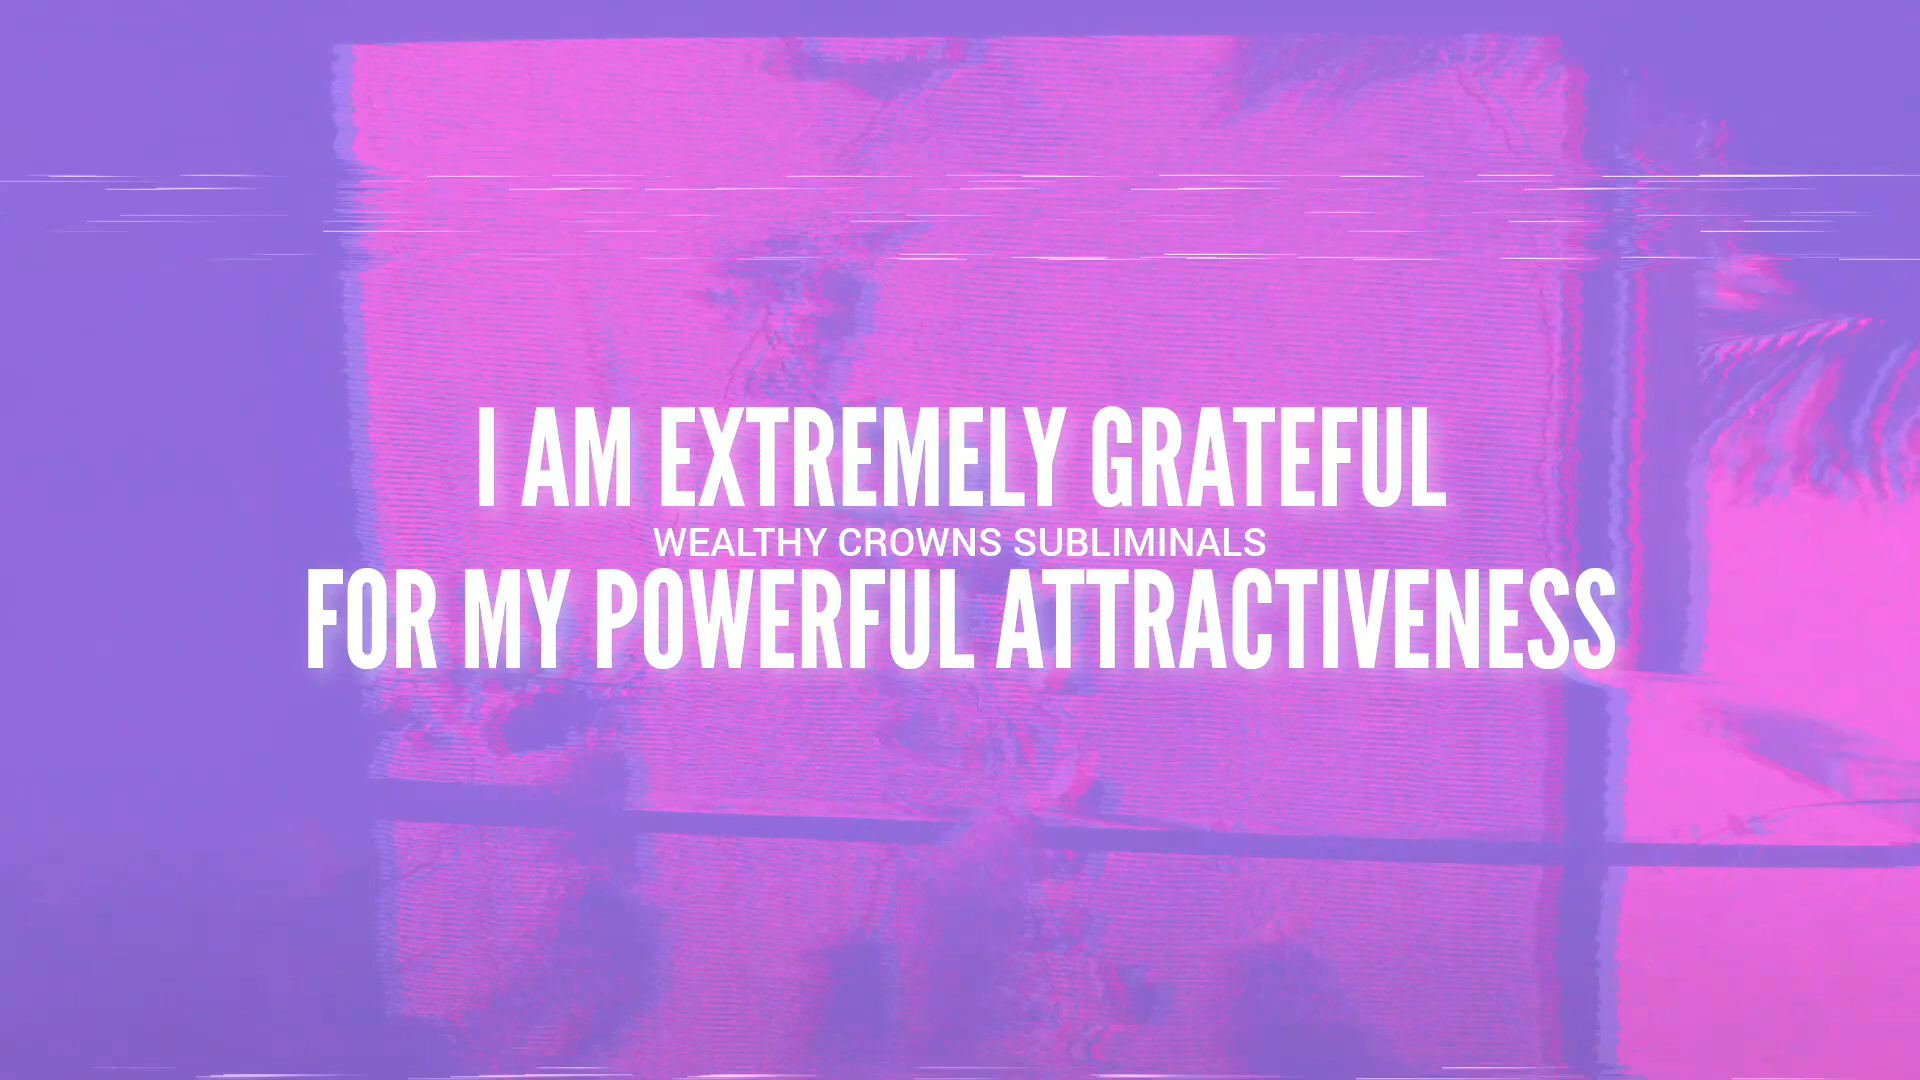 I AM EXTREMELY GRATEFUL
WEALTHY CROWNS SUBLIMINALS
FOR MY POWERFUL ATTRACTIVENESS